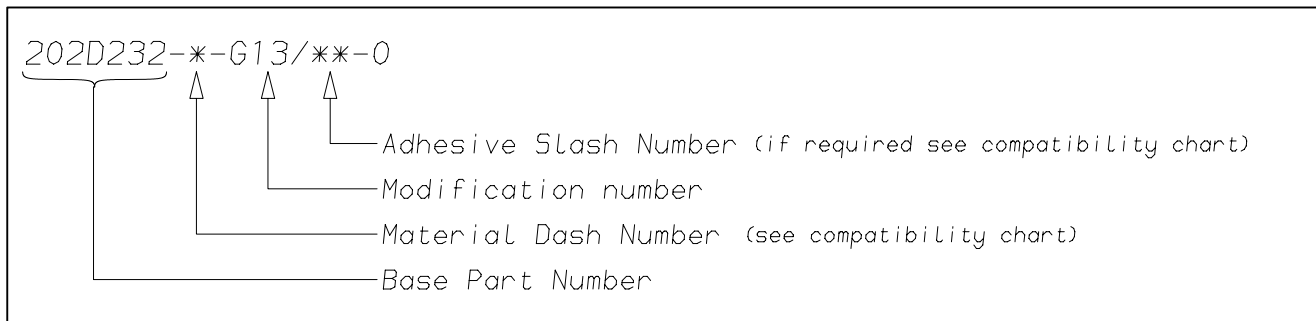 202D232-*-G13/**-0
Adhesive Slash Number (if required see compatibility chart)
Modification number
Material Dash Number (see compatibility chart)
Base Part Number